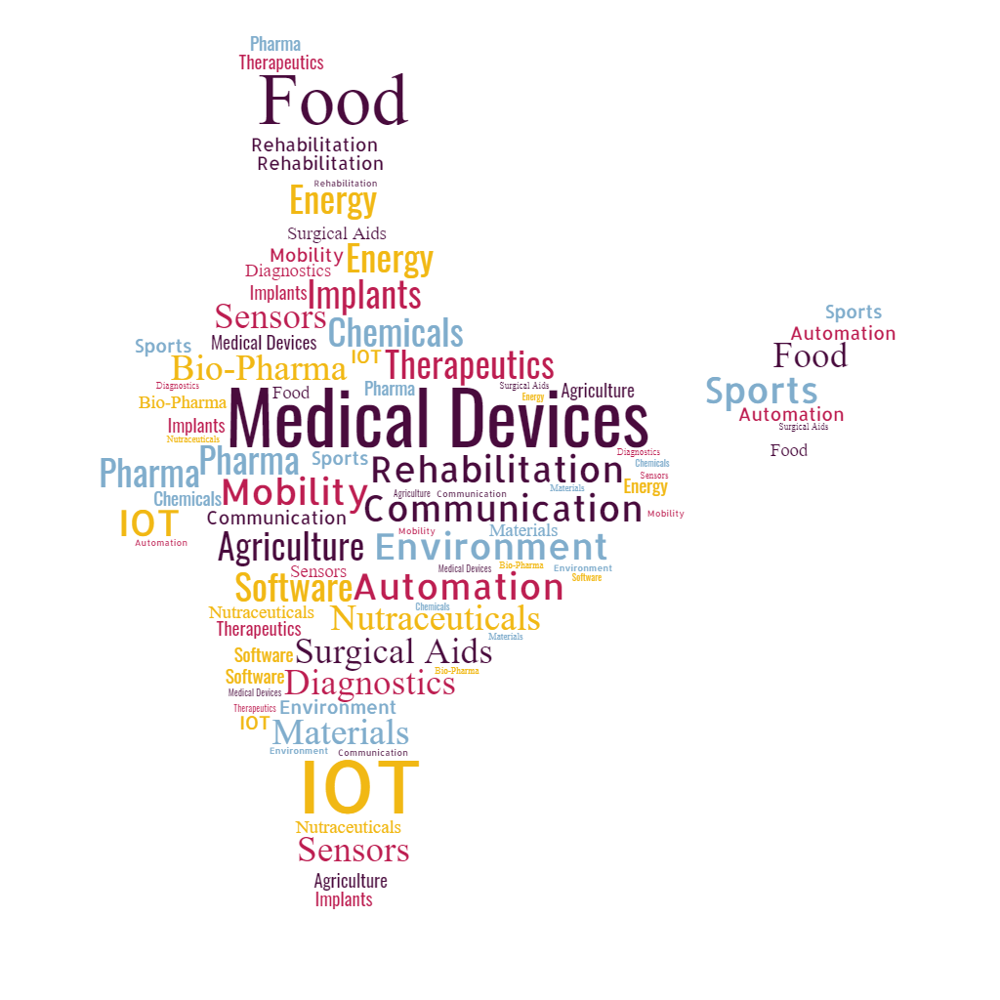 Pharma
Therapeutics
Food
Rehabilitation
Rehabilitation
Rehabilitation
Energy
Surgical Aids
Mobility Energy
Diagnostics
Implants Implants
Sensors
Chemicals
Sports Medical Devices
Bio-Pharma IOT Therapeutics
Diagnostics Food Pharma Surgical Aids Agriculture
Bio-Pharma Medical Devices Energy
Implants
Nutraceuticals
Pharma Pharma Sports Rehabilitation Diagnostics
Chemicals
Sensors
Chemicals Mobility Agriculture Communication Materials Energy
IOT Communication Communication Mobility
Automation Agriculture Mobility Environment Materials
Sensors Medical Devices Bio-Pharma Environment
Software Automation Software
Nutraceuticals Nutraceuticals Chemicals
Therapeutics Materials
Software Surgical Aids
Software Diagnostics Bio-Pharma
Medical Devices
Therapeutics Environment
IOT Materials
Environment Communication
IOT
Nutraceuticals
Sensors
Agriculture
Implants
Sports
Automation
Food
Sports
Automation
Surgical Aids
Food